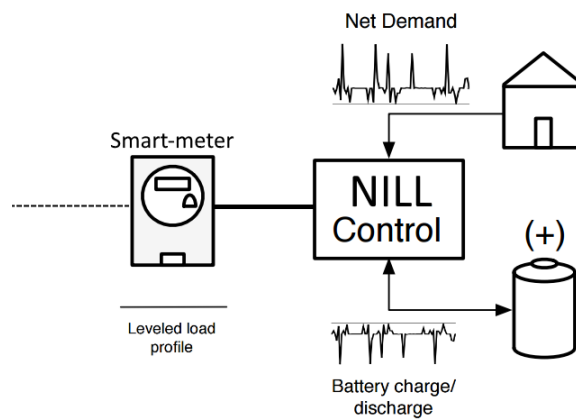 Net Demand
Smart-meter
NILL
Control
(+)
Leveled load
profile
Battery charge/
discharge